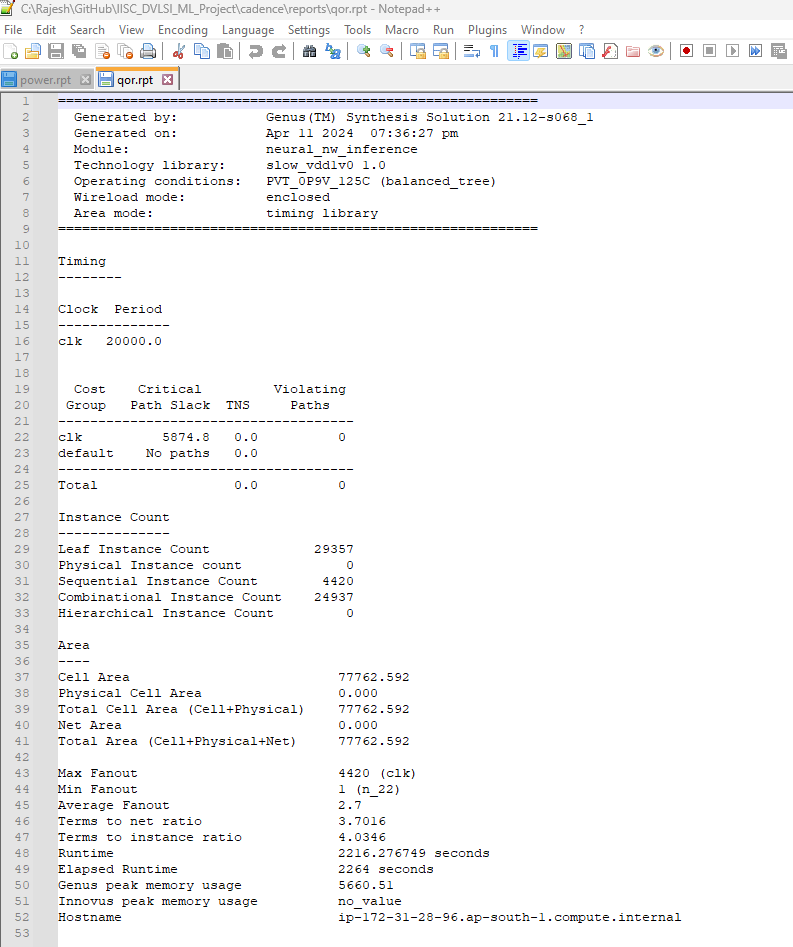 C:\Rajesh\GitHub\IISC_DVLSI_ML_Project\cadence\reports\qor.rpt - Notepad++
File Edit Search View Encoding Language Settings Tools Macro Run Plugins Window ?
power.rpt qor.rpt
1 ============================================================
2   Generated by:           Genus(TM) Synthesis Solution 21.12-s068_1
3   Generated on:           Apr 11 2024  07:36:27 pm
4   Module:                 neural_nw_inference
5   Technology library:     slow_vdd1v0 1.0
6   Operating conditions:   PVT_0P9V_125C (balanced_tree)
7   Wireload mode:          enclosed
8   Area mode:              timing library
9 ============================================================
10
11 Timing
12 --------
13
14 Clock  Period
15 --------------
16 clk   20000.0
17
18
19   Cost    Critical         Violating
20  Group   Path Slack  TNS     Paths
21 -------------------------------------
22 clk          5874.8   0.0          0
23 default    No paths   0.0
24 -------------------------------------
25 Total                 0.0          0
26
27 Instance Count
28 --------------
29 Leaf Instance Count             29357
30 Physical Instance count             0
31 Sequential Instance Count        4420
32 Combinational Instance Count    24937
33 Hierarchical Instance Count         0
34
35 Area
36 ----
37 Cell Area                          77762.592
38 Physical Cell Area                 0.000
39 Total Cell Area (Cell+Physical)    77762.592
40 Net Area                           0.000
41 Total Area (Cell+Physical+Net)     77762.592
42
43 Max Fanout                         4420 (clk)
44 Min Fanout                         1 (n_22)
45 Average Fanout                     2.7
46 Terms to net ratio                 3.7016
47 Terms to instance ratio            4.0346
48 Runtime                            2216.276749 seconds
49 Elapsed Runtime                    2264 seconds
50 Genus peak memory usage            5660.51
51 Innovus peak memory usage          no_value
52 Hostname                           ip-172-31-28-96.ap-south-1.compute.internal
53